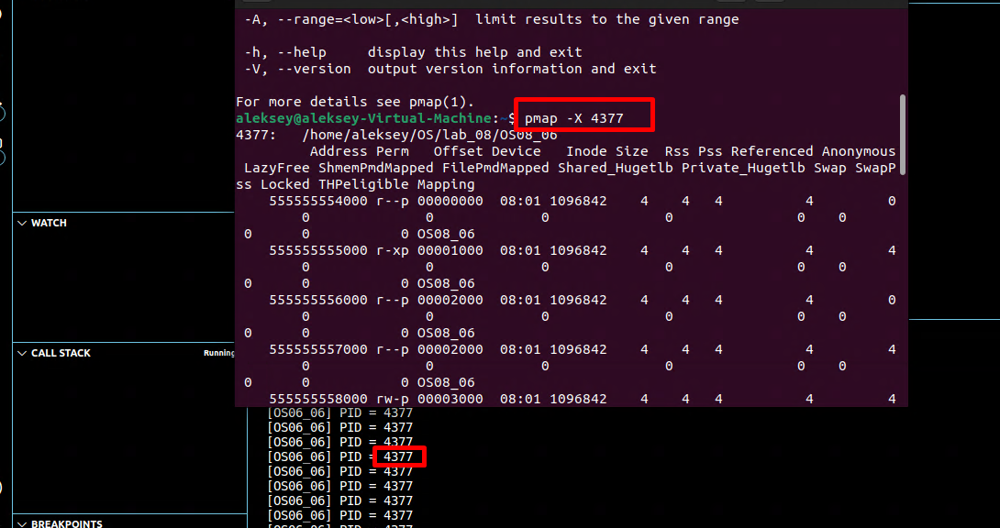 -A, --range=<low>[,<high>]  limit results to the given range
-h, --help     display this help and exit
-V, --version  output version information and exit
For more details see pmap(1).
aleksey@aleksey-Virtual-Machine:~$ pmap -X 4377
4377:   /home/aleksey/OS/lab_08/OS08_06
         Address Perm   Offset Device   Inode Size  Rss Pss Referenced Anonymous
 LazyFree ShmemPmdMapped FilePmdMapped Shared_Hugetlb Private_Hugetlb Swap SwapP
ss Locked THPeligible Mapping
    555555554000 r--p 00000000  08:01 1096842    4    4   4          4         0
        0              0             0              0               0    0
 0      0           0 OS08_06
    555555555000 r-xp 00001000  08:01 1096842    4    4   4          4         4
        0              0             0              0               0    0
 0      0           0 OS08_06
    555555556000 r--p 00002000  08:01 1096842    4    4   4          4         0
        0              0             0              0               0    0
 0      0           0 OS08_06
    555555557000 r--p 00002000  08:01 1096842    4    4   4          4         4
        0              0             0              0               0    0
 0      0           0 OS08_06
    555555558000 rw-p 00003000  08:01 1096842    4    4   4          4         4
WATCH
CALL STACK
Running
BREAKPOINTS
[OS06_06] PID = 4377
[OS06_06] PID = 4377
[OS06_06] PID = 4377
[OS06_06] PID = 4377
[OS06_06] PID = 4377
[OS06_06] PID = 4377
[OS06_06] PID = 4377
[OS06_06] PID = 4377
[OS06_06] PID = 4377